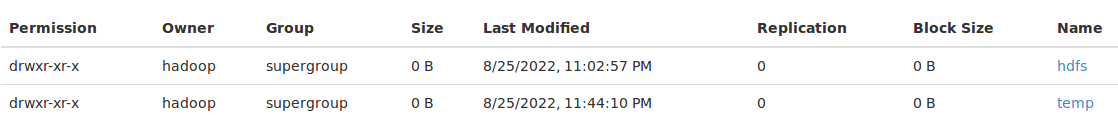 Permission Owner Group Size Last Modified Replication Block Size Name
drwxr-xr-x hadoop supergroup 0 B 8/25/2022, 11:02:57 PM 0 0 B hdfs
drwxr-xr-x hadoop supergroup 0 B 8/25/2022, 11:44:10 PM 0 0 B temp